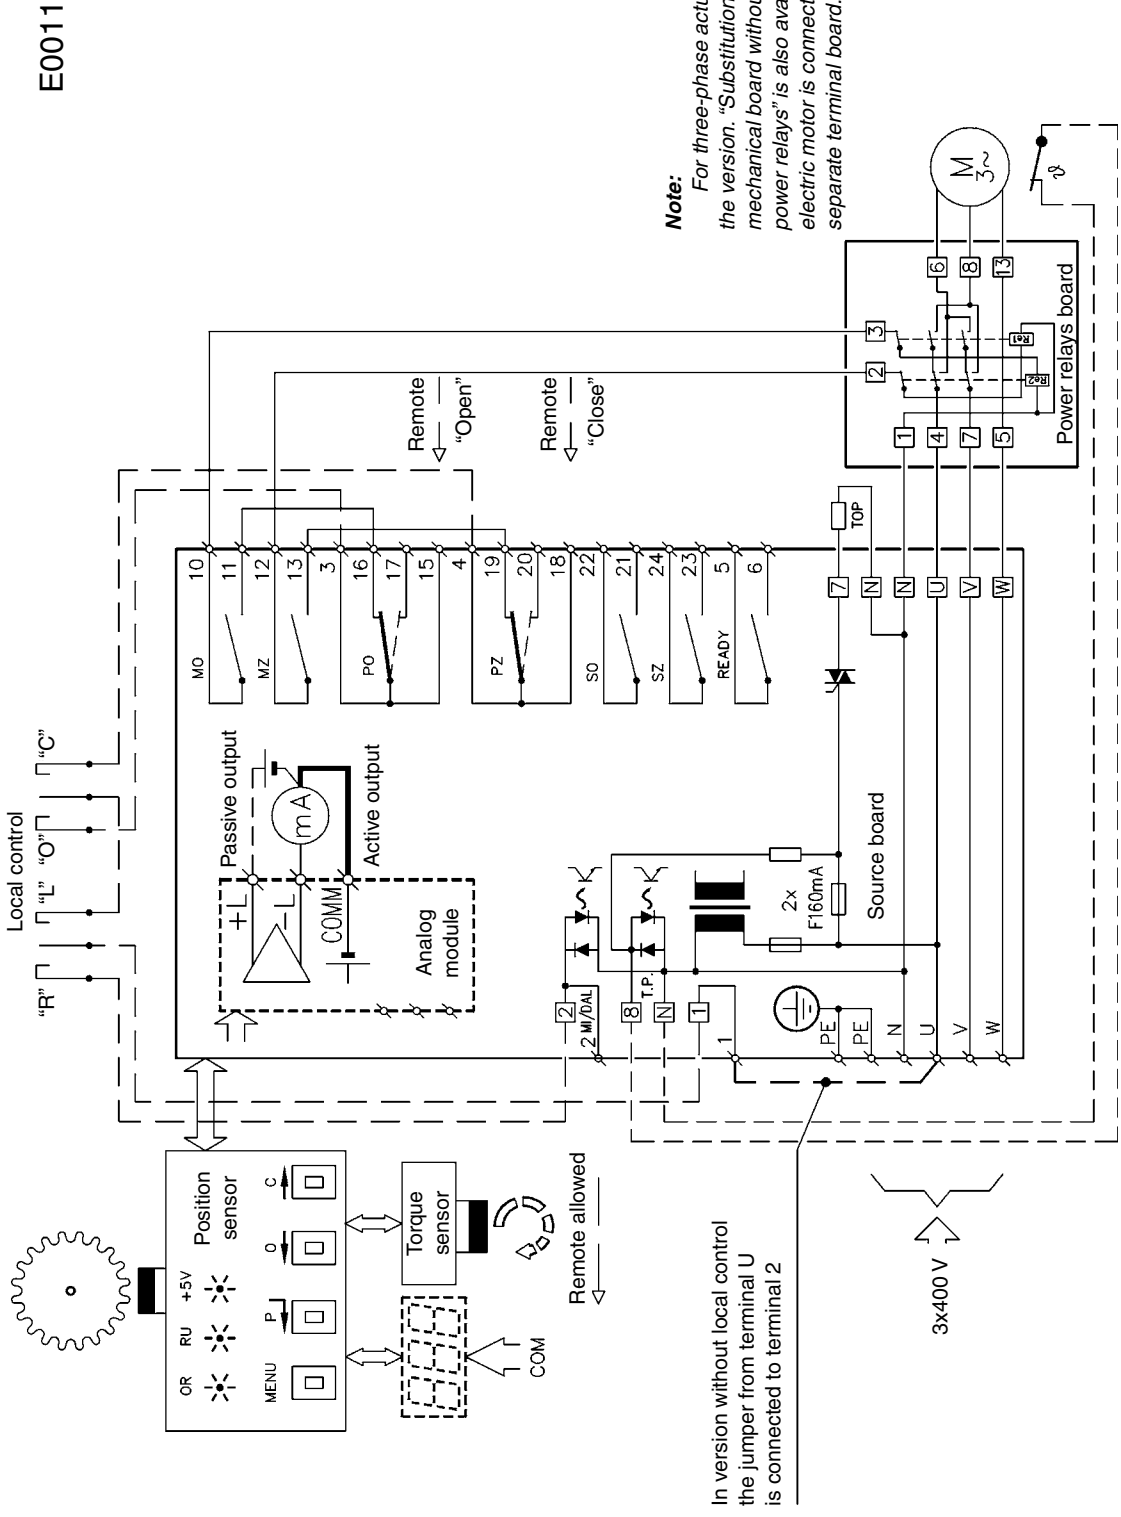 E0011
Note:
For three-phase actu
the version. "Substitution
mechanical board withou
power relays" is also ava
electric motor is connect
separate terminal board.
Local control
"R"
"L"
"O"
"C"
Passive output
Active output
+L
-L
COMM
mA
Analog
module
MO
MZ
PO
PZ
SO
SZ
READY
10
11
12
13
3
16
17
15
4
19
20
18
22
21
24
23
5
6
Remote
"Open"
Remote
"Close"
M
3~
ϑ
3
2
6
8
13
Re1
Re2
1
4
7
5
Power relays board
TOP
7
N
N
U
V
W
Source board
2x
F160mA
2
2 MI/DAL
8
T.P.
N
1
1
PE
PE
N
U
V
W
Position
sensor
OR
RU
+5V
MENU
P
O
C
Torque
sensor
COM
Remote allowed
In version without local control
the jumper from terminal U
is connected to terminal 2
3x400 V